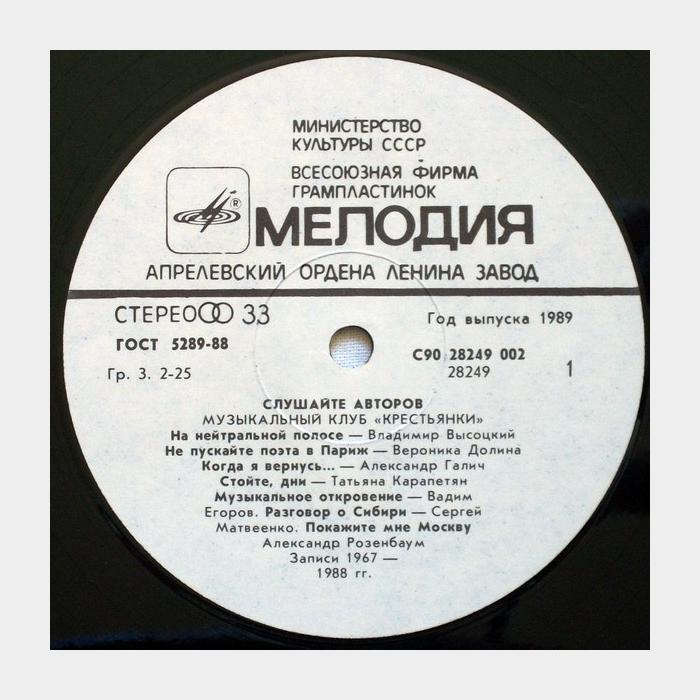 МИНИСТЕРСТВО
КУЛЬТУРЫ СССР
ВСЕСОЮЗНАЯ ФИРМА
ГРАМПЛАСТИНОК
®
МЕЛОДИЯ
АПРЕЛЕВСКИЙ ОРДЕНА ЛЕНИНА ЗАВОД
СТЕРЕО 33
Год выпуска 1989
ГОСТ 5289-88
С90 28249 002
Гр. 3. 2-25
28249
1
СЛУШАЙТЕ АВТОРОВ
МУЗЫКАЛЬНЫЙ КЛУБ «КРЕСТЬЯНКИ»
На нейтральной полосе — Владимир Высоцкий
Не пускайте поэта в Париж — Вероника Долина
Когда я вернусь... — Александр Галич
Стойте, дни — Татьяна Карапетян
Музыкальное откровение — Вадим
Егоров. Разговор о Сибири — Сергей
Матвеенко. Покажите мне Москву
Александр Розенбаум
Записи 1967 —
1988 гг.